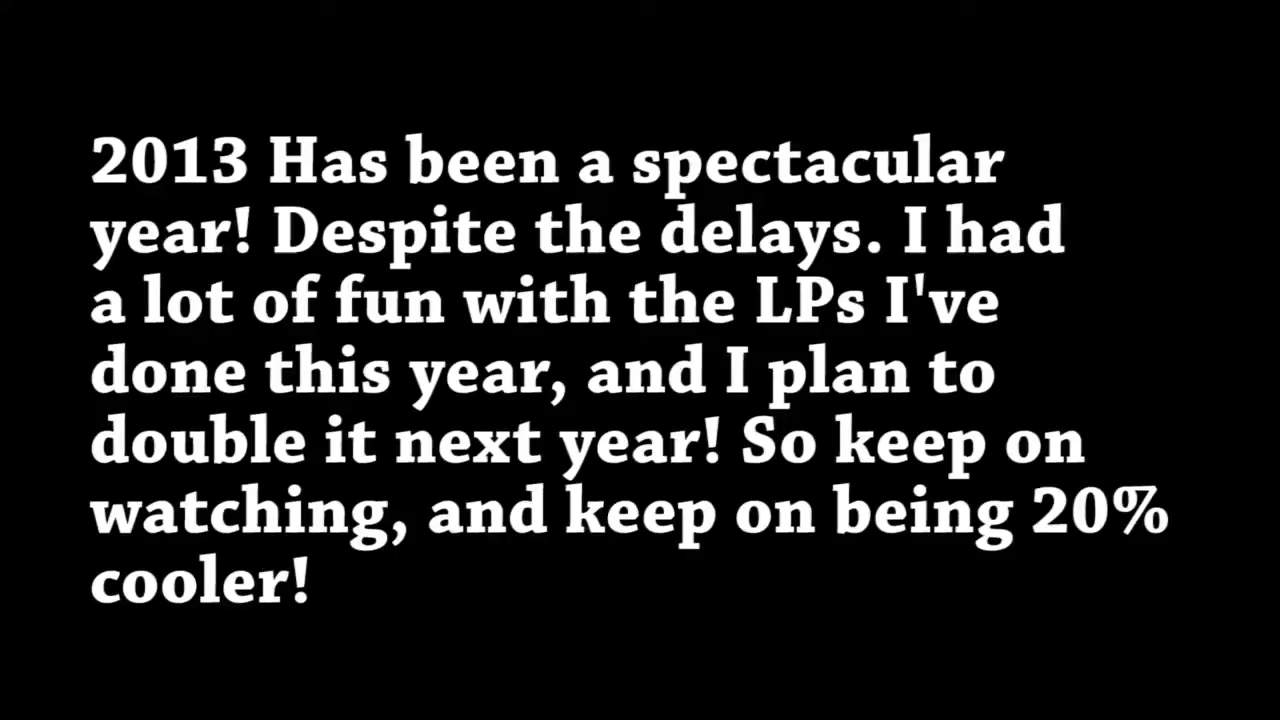 2013 Has been a spectacular
year! Despite the delays. I had
a lot of fun with the LPs I've
done this year, and I plan to
double it next year! So keep on
watching, and keep on being 20%
cooler!